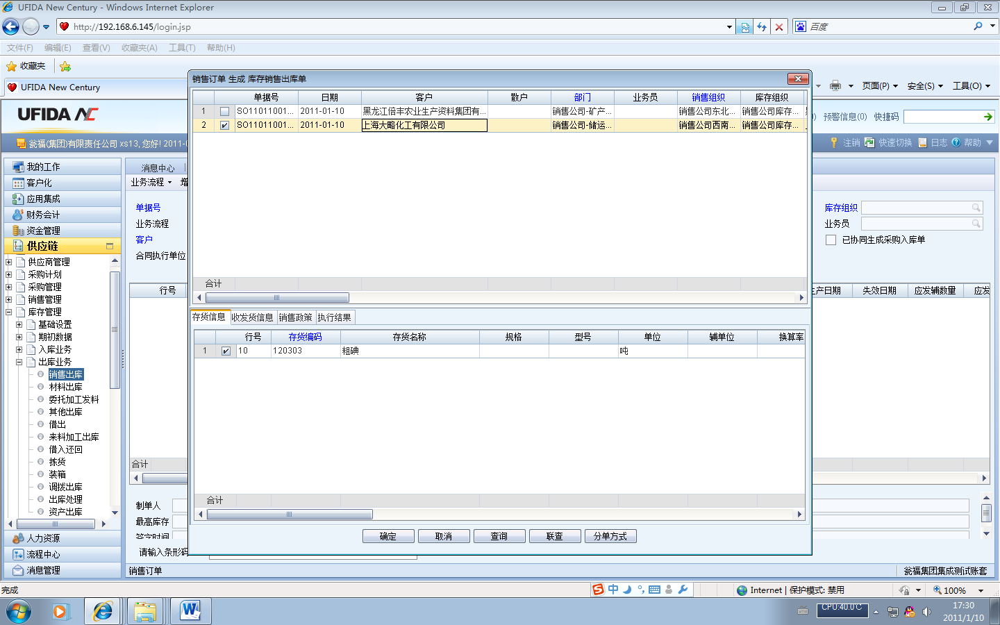 UFIDA New Century - Windows Internet Explorer
http://192.168.6.145/login.jsp
百度
文件(F) 编辑(E) 查看(V) 收藏夹(A) 工具(T) 帮助(H)
收藏夹
UFIDA New Century
页面(P) 安全(S) 工具(O)
UFIDA NC
预警信息(0) 快捷码
瓮福(集团)有限责任公司 xs13, 您好! 2011-0
注销 快速切换 日志 帮助
我的工作
客户化
应用集成
财务会计
资金管理
供应链
供应商管理
采购计划
采购管理
销售管理
库存管理
基础设置
期初数据
入库业务
出库业务
销售出库
材料出库
委托加工发料
其他出库
借出
来料加工出库
借入还回
拣货
装箱
调拨出库
出库处理
资产出库
人力资源
流程中心
消息管理
消息中心
业务流程 增
单据号
业务流程
客户
合同执行单位
行号
合计
制单人
最高库存
签字时间
请输入条形码
销售订单
库存组织
业务员
已协同生成采购入库单
生产日期 失效日期 应发辅数量 应发
瓮福集团集成测试账套
销售订单 生成 库存销售出库单
单据号 日期 客户 散户 部门 业务员 销售组织 库存组织
1 SO11011001... 2011-01-10 黑龙江倍丰农业生产资料集团有... 销售公司-矿产... 销售公司东北... 销售公司库存...
2 SO11011001... 2011-01-10 上海大略化工有限公司 销售公司-储运... 销售公司西南... 销售公司库存...
合计
存货信息 收发货信息 销售政策 执行结果
行号 存货编码 存货名称 规格 型号 单位 辅单位 换算率
1 10 120303 粗碘 吨
合计
确定 取消 查询 联查 分单方式
完成
中
Internet | 保护模式: 禁用
100%
CPU:40.0℃
17:30
2011/1/10